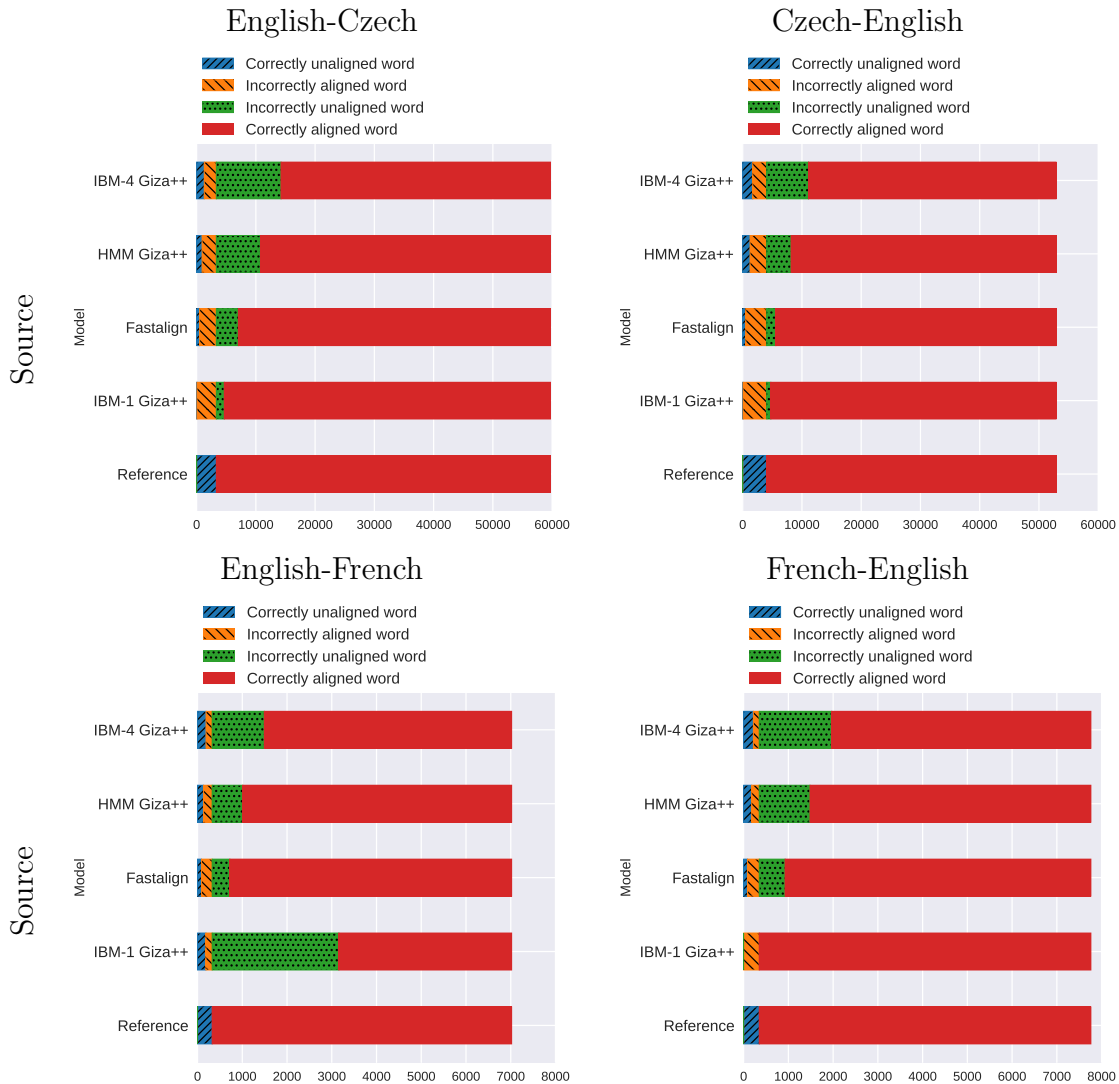 English-Czech
Correctly unaligned word
Incorrectly aligned word
Incorrectly unaligned word
Correctly aligned word
Source
Model
IBM-4 Giza++
HMM Giza++
Fastalign
IBM-1 Giza++
Reference
0 10000 20000 30000 40000 50000 60000
Czech-English
Correctly unaligned word
Incorrectly aligned word
Incorrectly unaligned word
Correctly aligned word
Model
IBM-4 Giza++
HMM Giza++
Fastalign
IBM-1 Giza++
Reference
0 10000 20000 30000 40000 50000 60000
English-French
Correctly unaligned word
Incorrectly aligned word
Incorrectly unaligned word
Correctly aligned word
Source
Model
IBM-4 Giza++
HMM Giza++
Fastalign
IBM-1 Giza++
Reference
0 1000 2000 3000 4000 5000 6000 7000 8000
French-English
Correctly unaligned word
Incorrectly aligned word
Incorrectly unaligned word
Correctly aligned word
Model
IBM-4 Giza++
HMM Giza++
Fastalign
IBM-1 Giza++
Reference
0 1000 2000 3000 4000 5000 6000 7000 8000